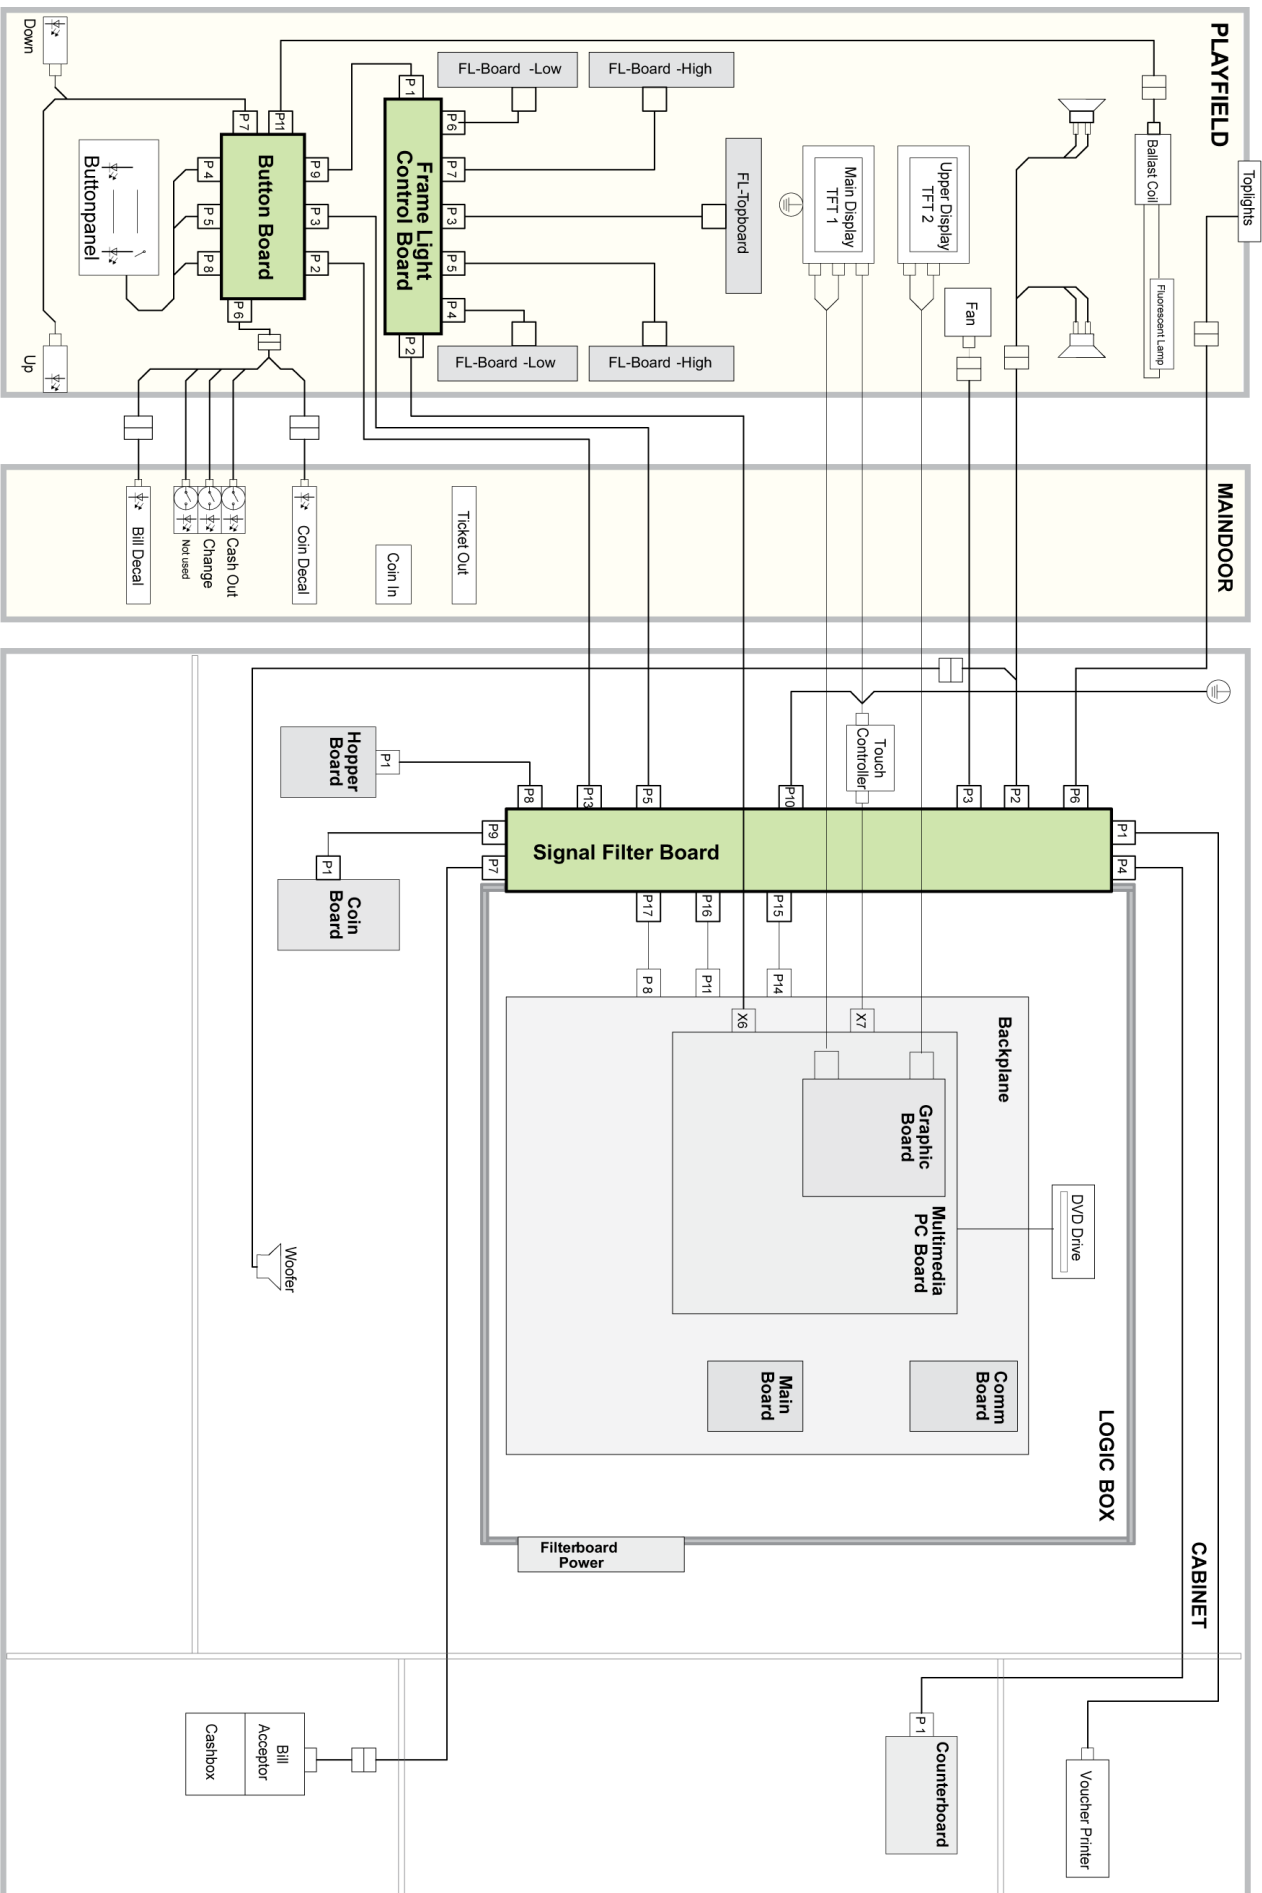 PLAYFIELD
Down
Up
P7
P11
P4
P5
P8
P9
P3
P2
P6
Button Board
Buttonpanel
P 1
P6
P7
P3
P5
P4
P 2
Frame Light
Control Board
FL-Board -Low
FL-Board -High
FL-Topboard
FL-Board -Low
FL-Board -High
Main Display
TFT 1
Upper Display
TFT 2
Fan
Ballast Coil
Fluorescent Lamp
Toplights
MAINDOOR
Bill Decal
Not used
Change
Cash Out
Coin Decal
Coin In
Ticket Out
CABINET
Hopper
Board
P1
Coin
Board
P1
Touch
Controller
P8
P13
P5
P10
P3
P2
P6
P9
P7
P1
P4
Signal Filter Board
P17
P16
P15
P 8
P11
P14
LOGIC BOX
Backplane
X6
X7
Graphic
Board
Multimedia
PC Board
DVD Drive
Main
Board
Comm
Board
Filterboard
Power
Woofer
Bill
Acceptor
Cashbox
P 1
Counterboard
Voucher Printer